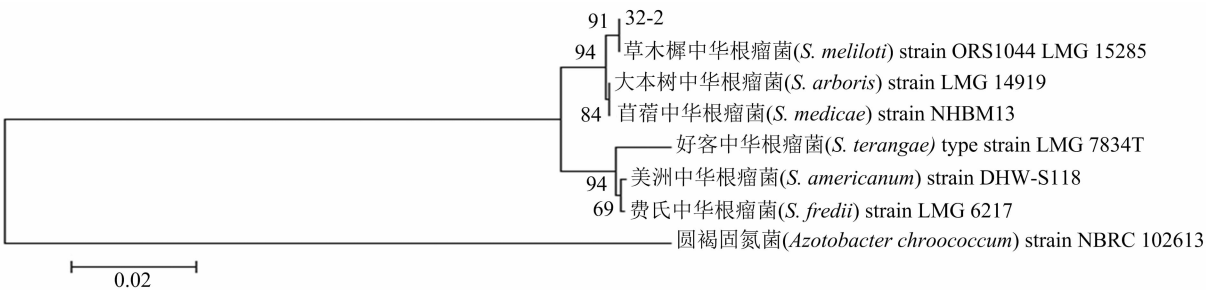 91 32-2
94 草木樨中华根瘤菌(S. meliloti) strain ORS1044 LMG 15285
大本树中华根瘤菌(S. arboris) strain LMG 14919
84 苜蓿中华根瘤菌(S. medicae) strain NHBM13
好客中华根瘤菌(S. terangae) type strain LMG 7834T
94 美洲中华根瘤菌(S. americanum) strain DHW-S118
69 费氏中华根瘤菌(S. fredii) strain LMG 6217
圆褐固氮菌(Azotobacter chroococcum) strain NBRC 102613
0.02